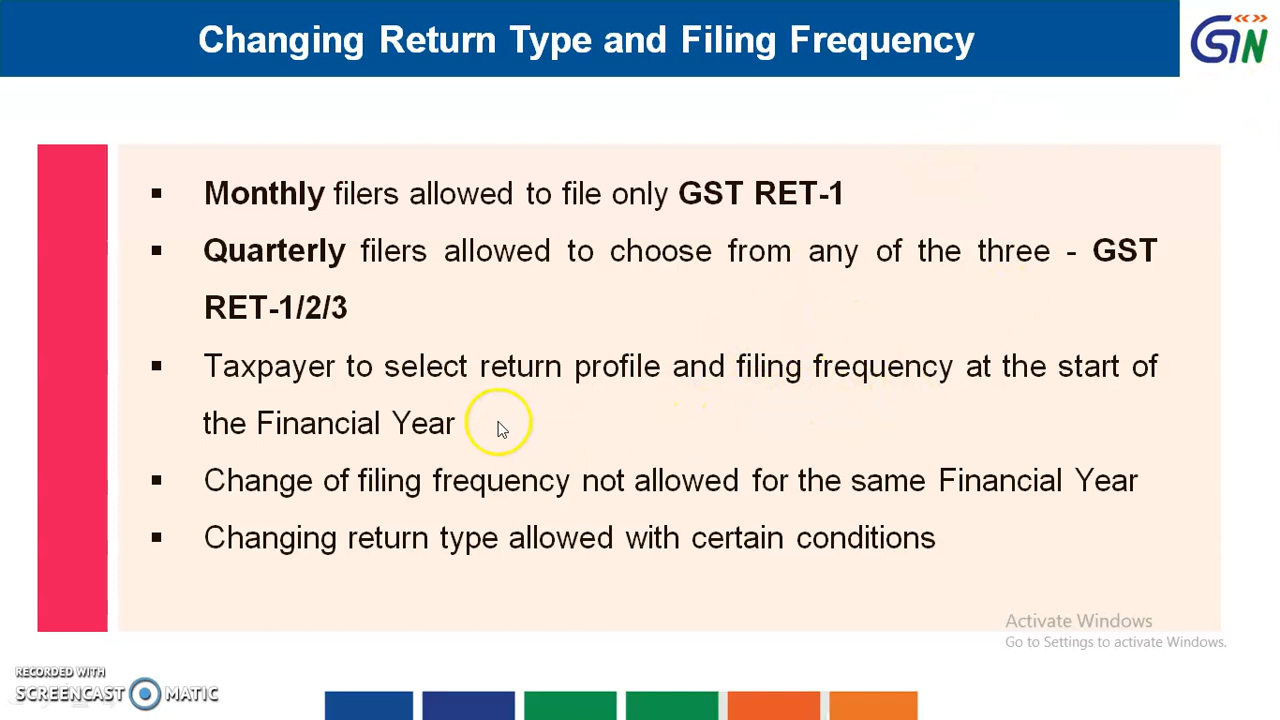 Changing Return Type and Filing Frequency
GSTN
▪ Monthly filers allowed to file only GST RET-1
▪ Quarterly filers allowed to choose from any of the three - GST
RET-1/2/3
▪ Taxpayer to select return profile and filing frequency at the start of
the Financial Year
▪ Change of filing frequency not allowed for the same Financial Year
▪ Changing return type allowed with certain conditions
Activate Windows
Go to Settings to activate Windows.
RECORDED WITH
SCREENCAST MATIC